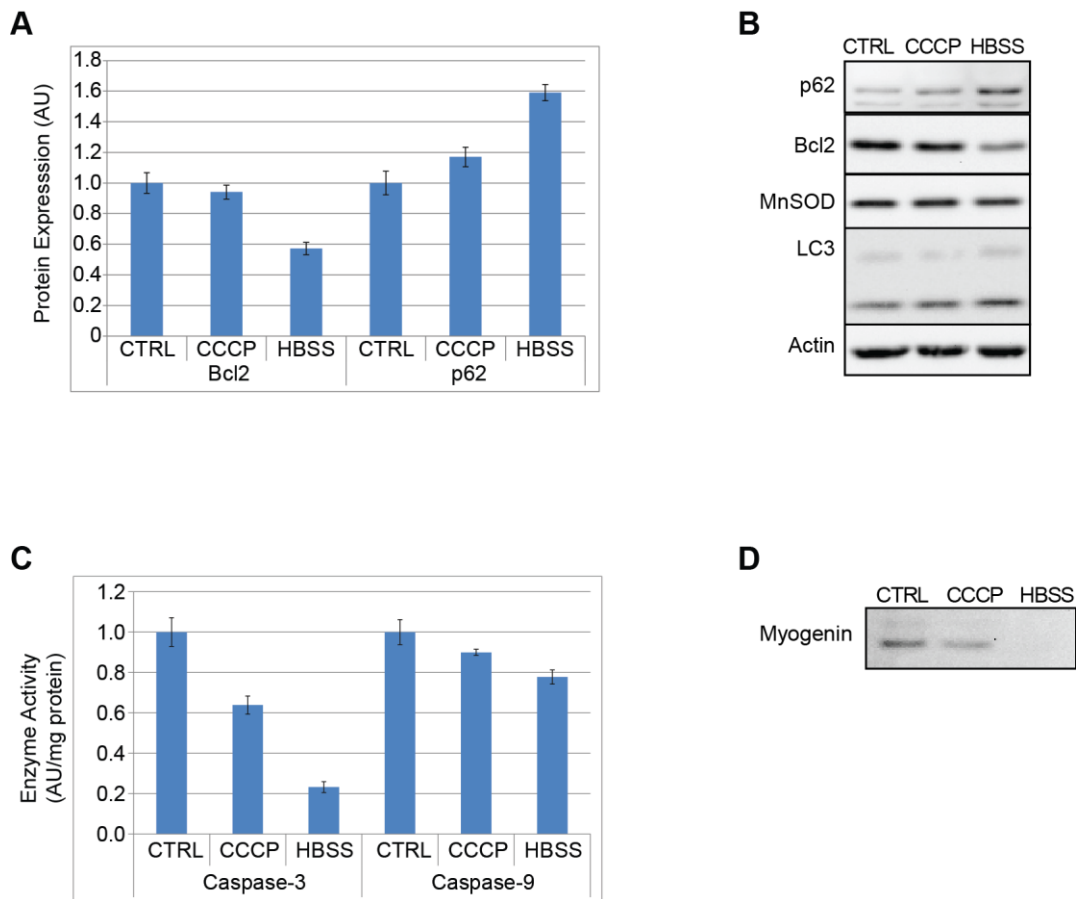 A
Protein Expresssion (AU)
1.8
1.6
1.4
1.2
1.0
0.8
0.6
0.4
0.2
0
CTRL CCCP HBSS CTRL CCCP HBSS
Bcl2 p62
B
CTRL CCCP HBSS
p62
Bcl2
MnSOD
LC3
Actin
C
Enzyme Activity
(AU/mg protein)
1.2
1.0
0.8
0.6
0.4
0.2
0.0
CTRL CCCP HBSS CTRL CCCP HBSS
Caspase-3 Caspase-9
D
CTRL CCCP HBSS
Myogenin